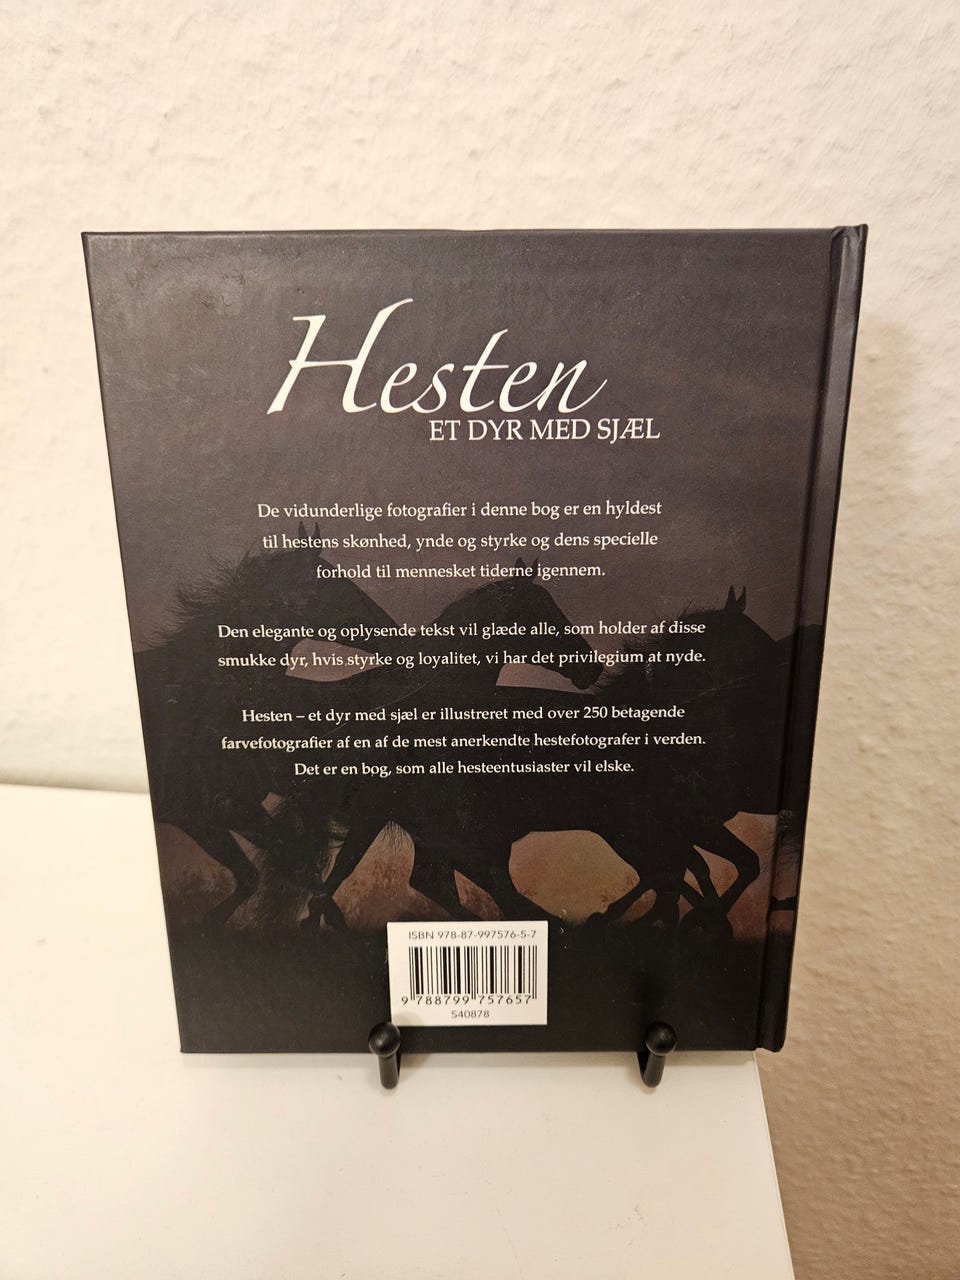 Hesten
ET DYR MED SJÆL
De vidunderlige fotografier i denne bog er en hyldest
til hestens skønhed, ynde og styrke og dens specielle
forhold til mennesket tiderne igennem.
Den elegante og oplysende tekst vil glæde alle, som holder af disse
smukke dyr, hvis styrke og loyalitet, vi har det privilegium at nyde.
Hesten – et dyr med sjæl er illustreret med over 250 betagende
farvefotografier af en af de mest anerkendte hestefotografer i verden.
Det er en bog, som alle hesteentusiaster vil elske.
ISBN 978-87-997576-5-7
9 788799 757657
S40878